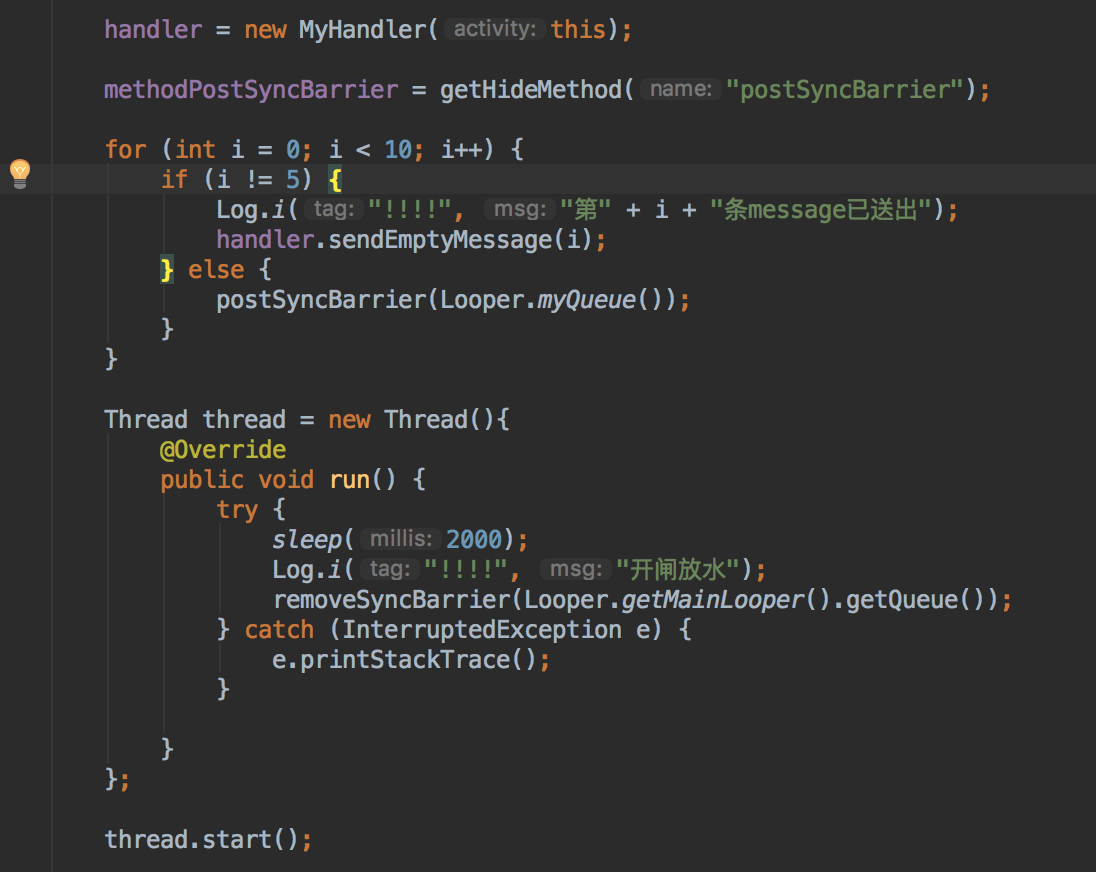 handler = new MyHandler( activity: this);
methodPostSyncBarrier = getHideMethod( name: "postSyncBarrier");
for (int i = 0; i < 10; i++) {
if (i != 5) {
Log.i( tag: "!!!!", msg: "第" + i + "条message已送出");
handler.sendEmptyMessage(i);
} else {
postSyncBarrier(Looper.myQueue());
}
}
Thread thread = new Thread(){
@Override
public void run() {
try {
sleep( millis: 2000);
Log.i( tag: "!!!!", msg: "开闸放水");
removeSyncBarrier(Looper.getMainLooper().getQueue());
} catch (InterruptedException e) {
e.printStackTrace();
}
}
};
thread.start();